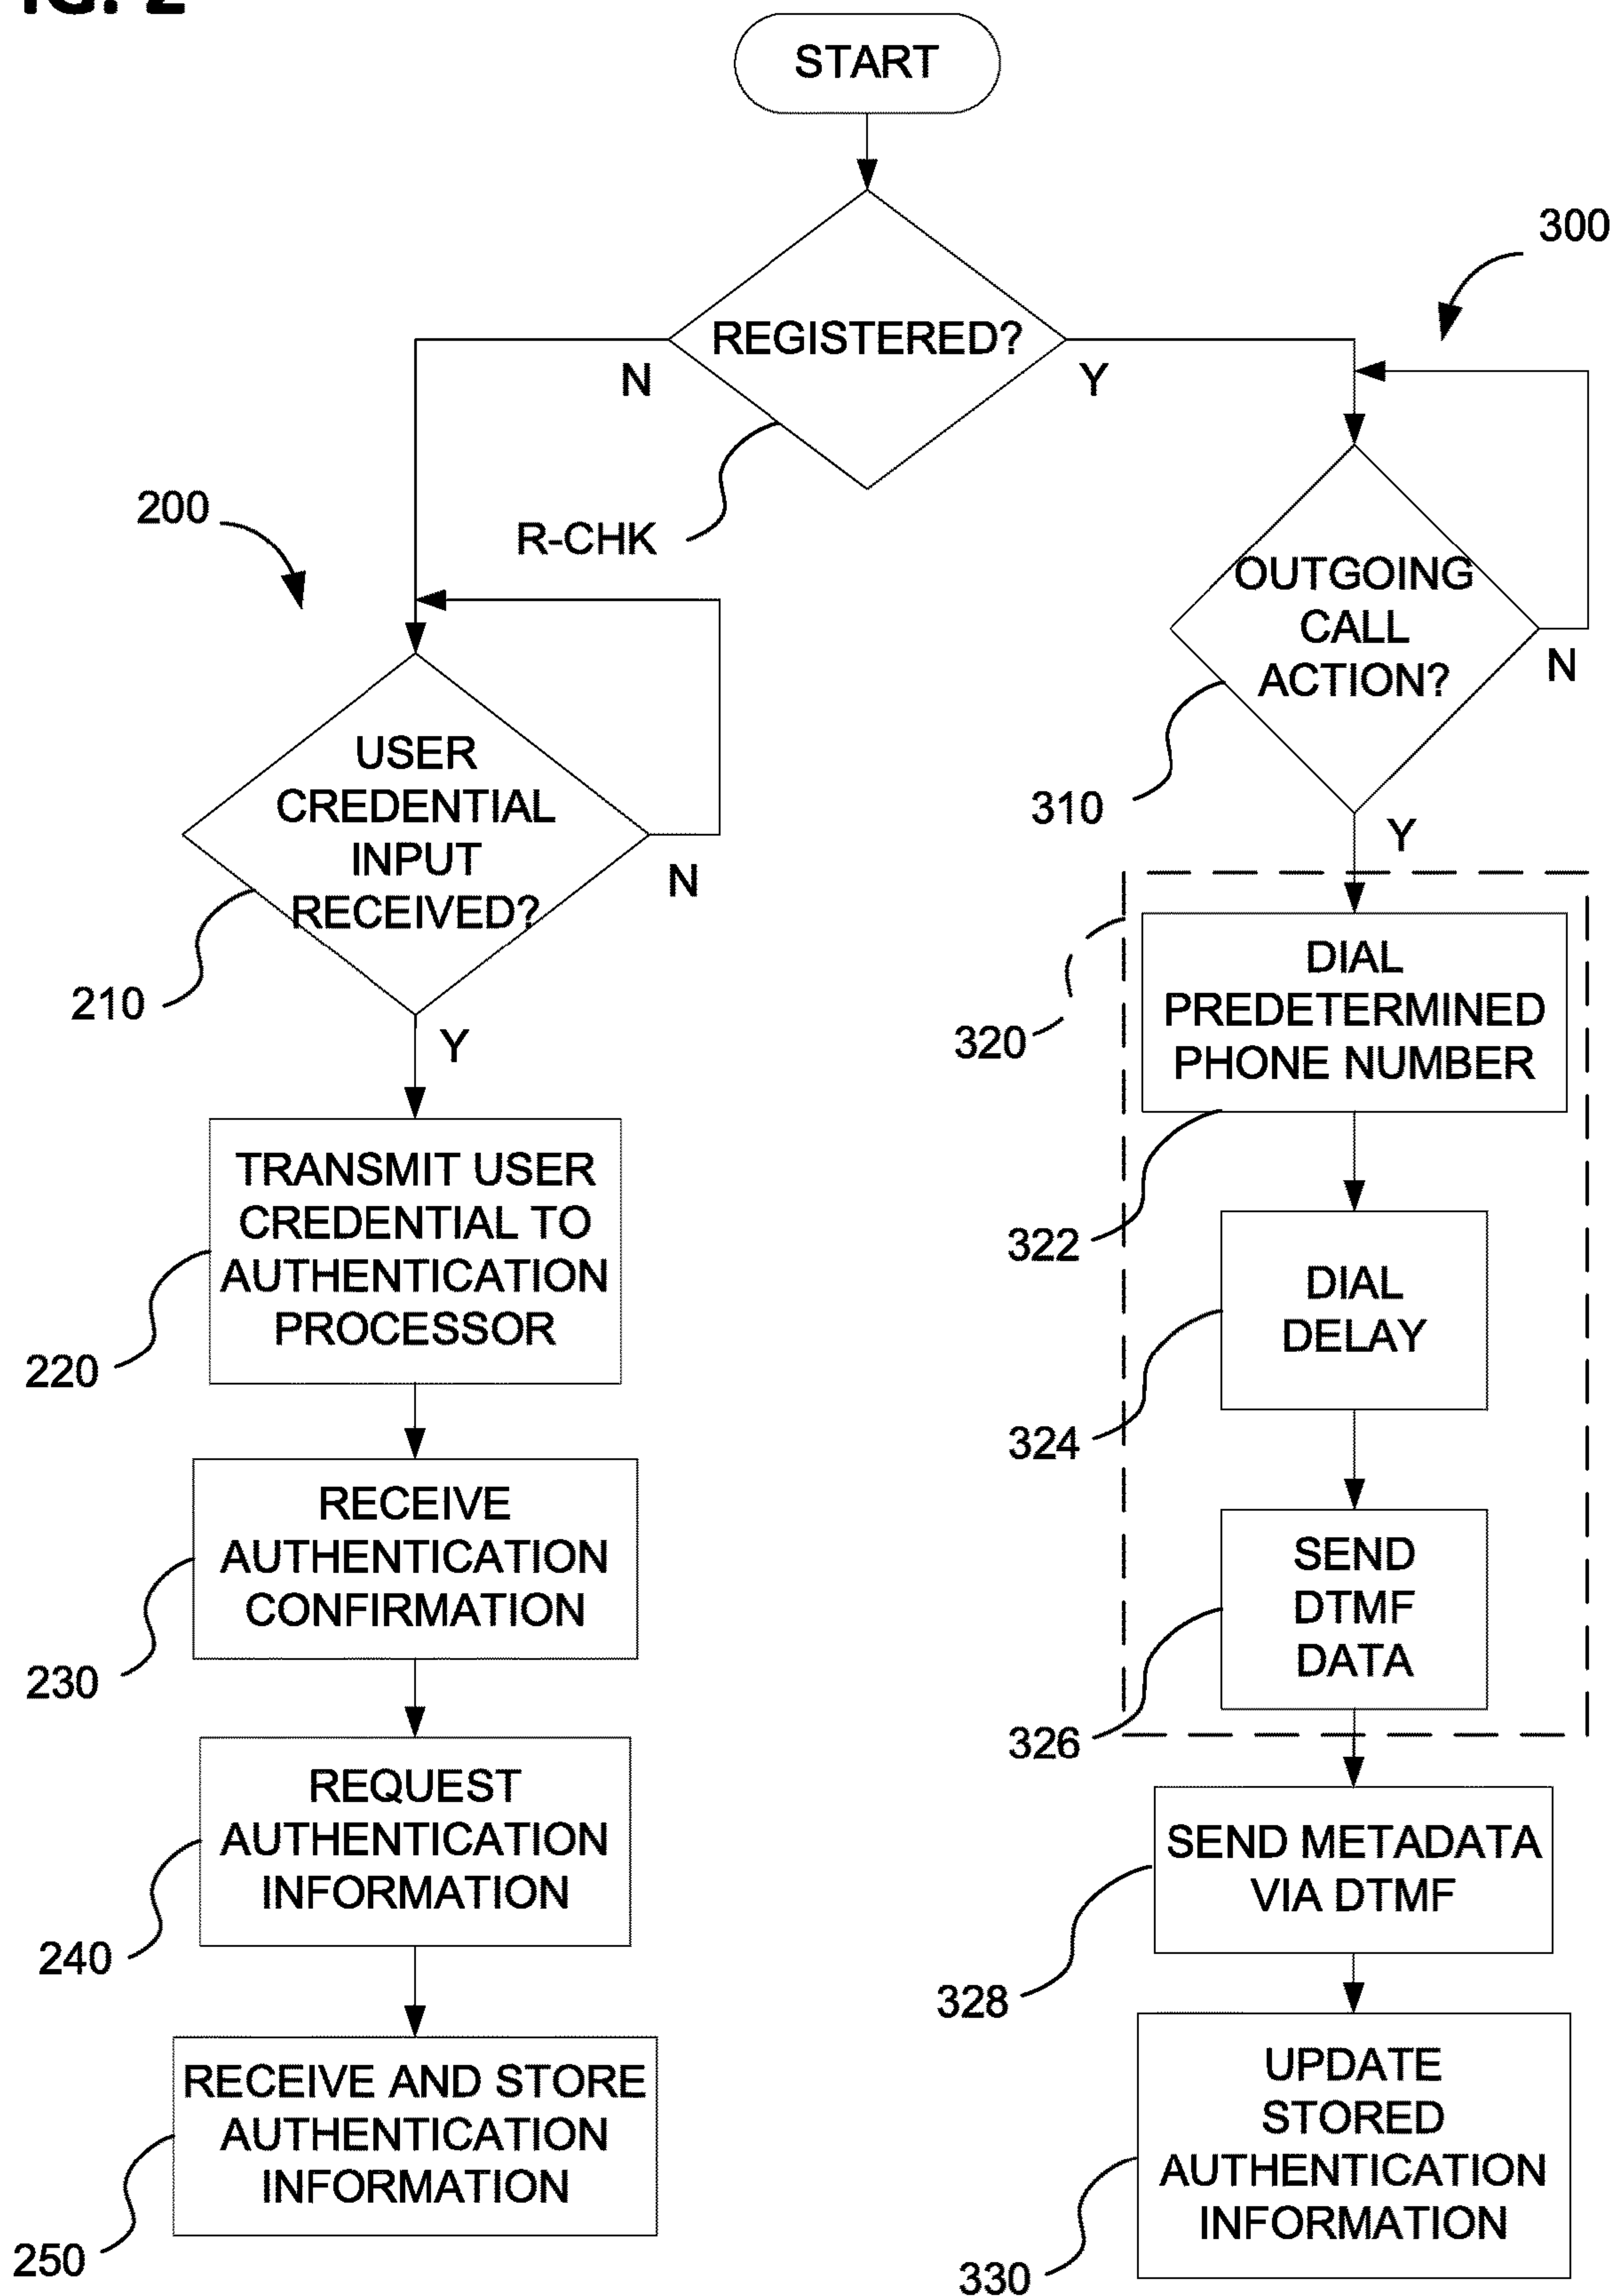 IG. 2
START
REGISTERED?
N
Y
R-CHK
300
200
OUTGOING
CALL
ACTION?
N
310
Y
USER
CREDENTIAL
INPUT
RECEIVED?
N
210
Y
320
DIAL
PREDETERMINED
PHONE NUMBER
322
TRANSMIT USER
CREDENTIAL TO
AUTHENTICATION
PROCESSOR
220
DIAL
DELAY
324
RECEIVE
AUTHENTICATION
CONFIRMATION
230
SEND
DTMF
DATA
326
REQUEST
AUTHENTICATION
INFORMATION
240
SEND METADATA
VIA DTMF
328
RECEIVE AND STORE
AUTHENTICATION
INFORMATION
250
UPDATE
STORED
AUTHENTICATION
INFORMATION
330